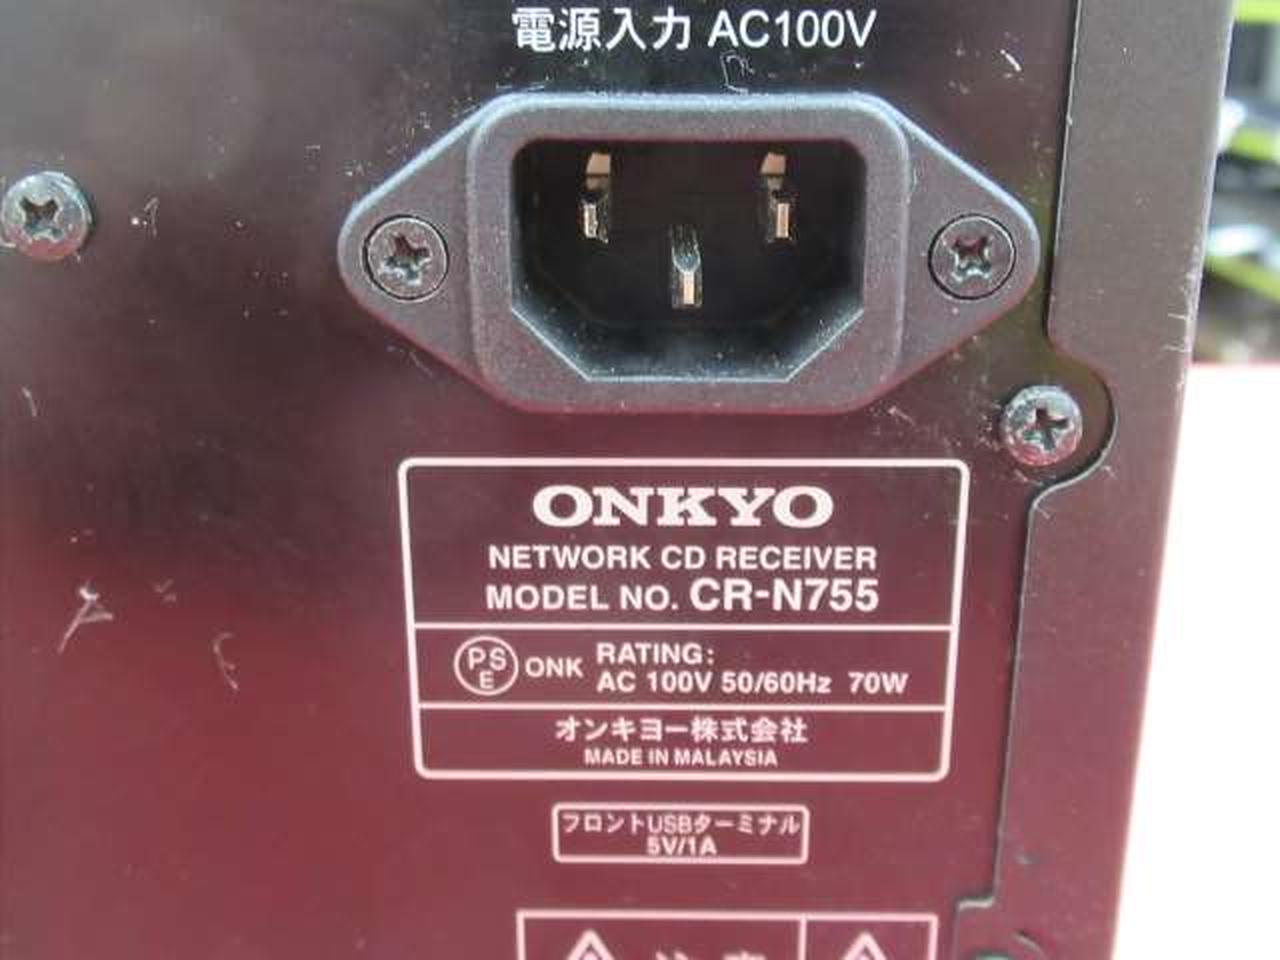 電源入力 AC100V
ONKYO
NETWORK CD RECEIVER
MODEL NO. CR-N755
PSE ONK RATING:
AC 100V 50/60Hz 70W
オンキヨー株式会社
MADE IN MALAYSIA
フロントUSBターミナル
5V/1A